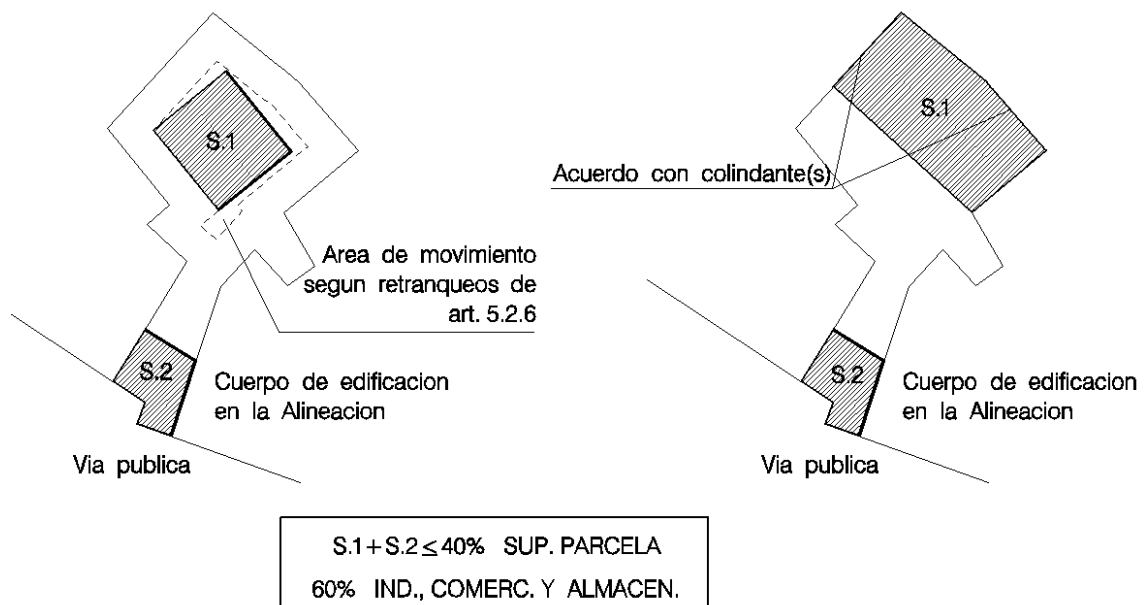 S.1
Area de movimiento
segun retranqueos de
art. 5.2.6
S.2
Cuerpo de edificacion
en la Alineacion
Via publica
S.1
Acuerdo con colindante(s)
S.2
Cuerpo de edificacion
en la Alineacion
Via publica
S.1+S.2≤40% SUP. PARCELA
60% IND., COMERC. Y ALMACEN.